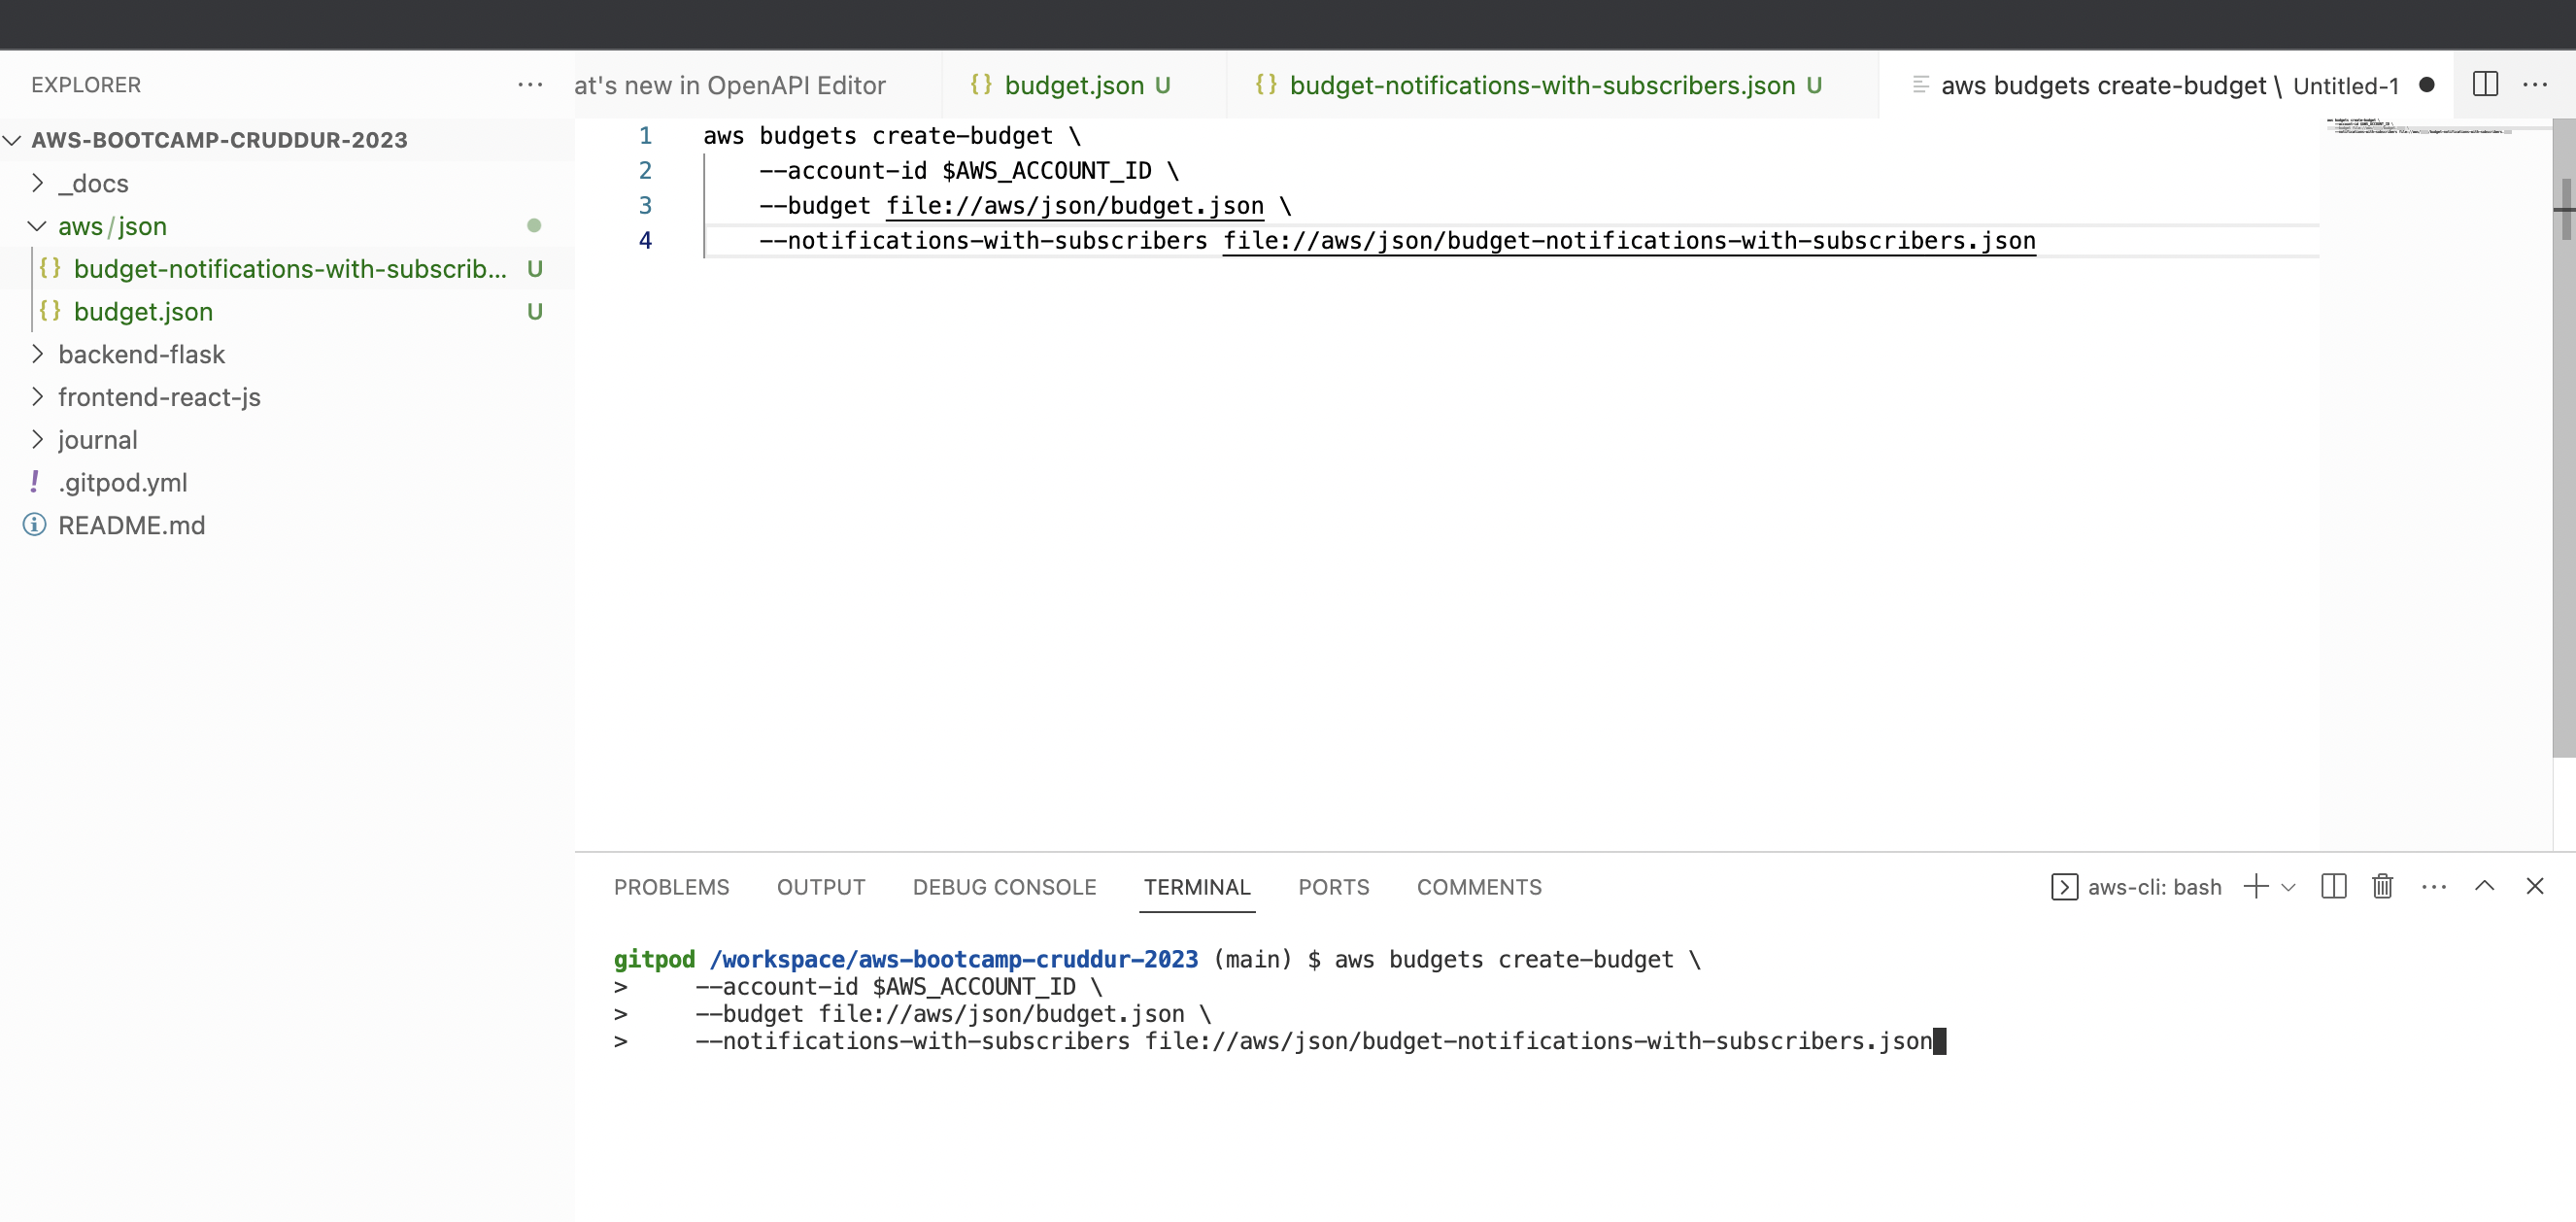 EXPLORER
at's new in OpenAPI Editor
{} budget.json U
{} budget-notifications-with-subscribers.json U
aws budgets create-budget \ Untitled-1
AWS-BOOTCAMP-CRUDDUR-2023
_docs
aws/json
{} budget-notifications-with-subscrib... U
{} budget.json U
backend-flask
frontend-react-js
journal
! .gitpod.yml
README.md
1 aws budgets create-budget \
2 --account-id $AWS_ACCOUNT_ID \
3 --budget file://aws/json/budget.json \
4 --notifications-with-subscribers file://aws/json/budget-notifications-with-subscribers.json
PROBLEMS OUTPUT DEBUG CONSOLE TERMINAL PORTS COMMENTS
aws-cli: bash
gitpod /workspace/aws-bootcamp-cruddur-2023 (main) $ aws budgets create-budget \
> --account-id $AWS_ACCOUNT_ID \
> --budget file://aws/json/budget.json \
> --notifications-with-subscribers file://aws/json/budget-notifications-with-subscribers.json